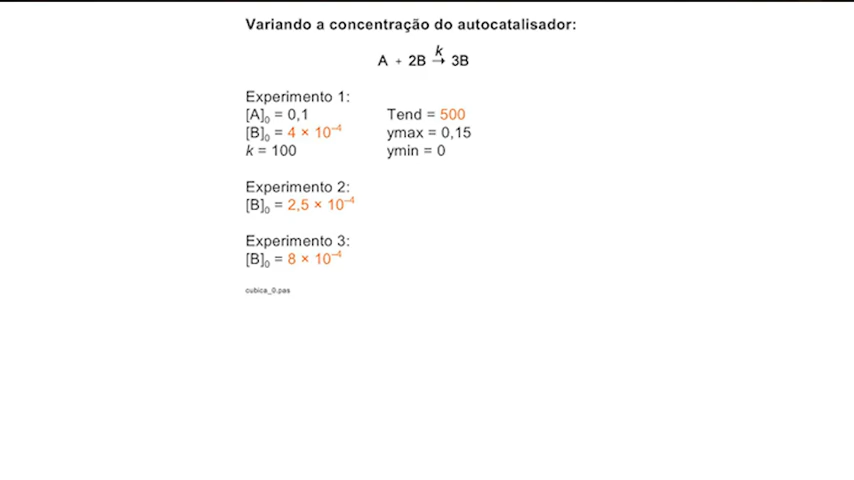 Variando a concentração do autocatalisador:
k
A + 2B → 3B
Experimento 1:
[A]₀ = 0,1 Tend = 500
[B]₀ = 4 × 10⁻⁴ ymax = 0,15
k = 100 ymin = 0
Experimento 2:
[B]₀ = 2,5 × 10⁻⁴
Experimento 3:
[B]₀ = 8 × 10⁻⁴
cubica_0.pas